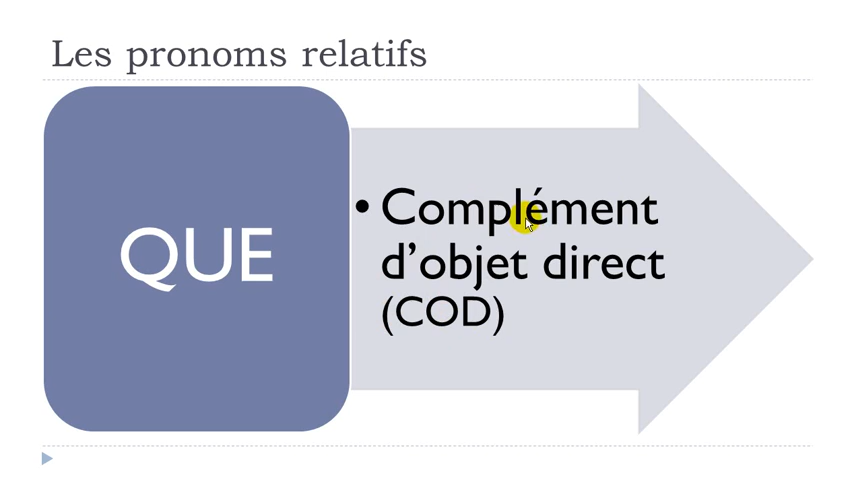 Les pronoms relatifs
QUE
• Complément
d’objet direct
(COD)